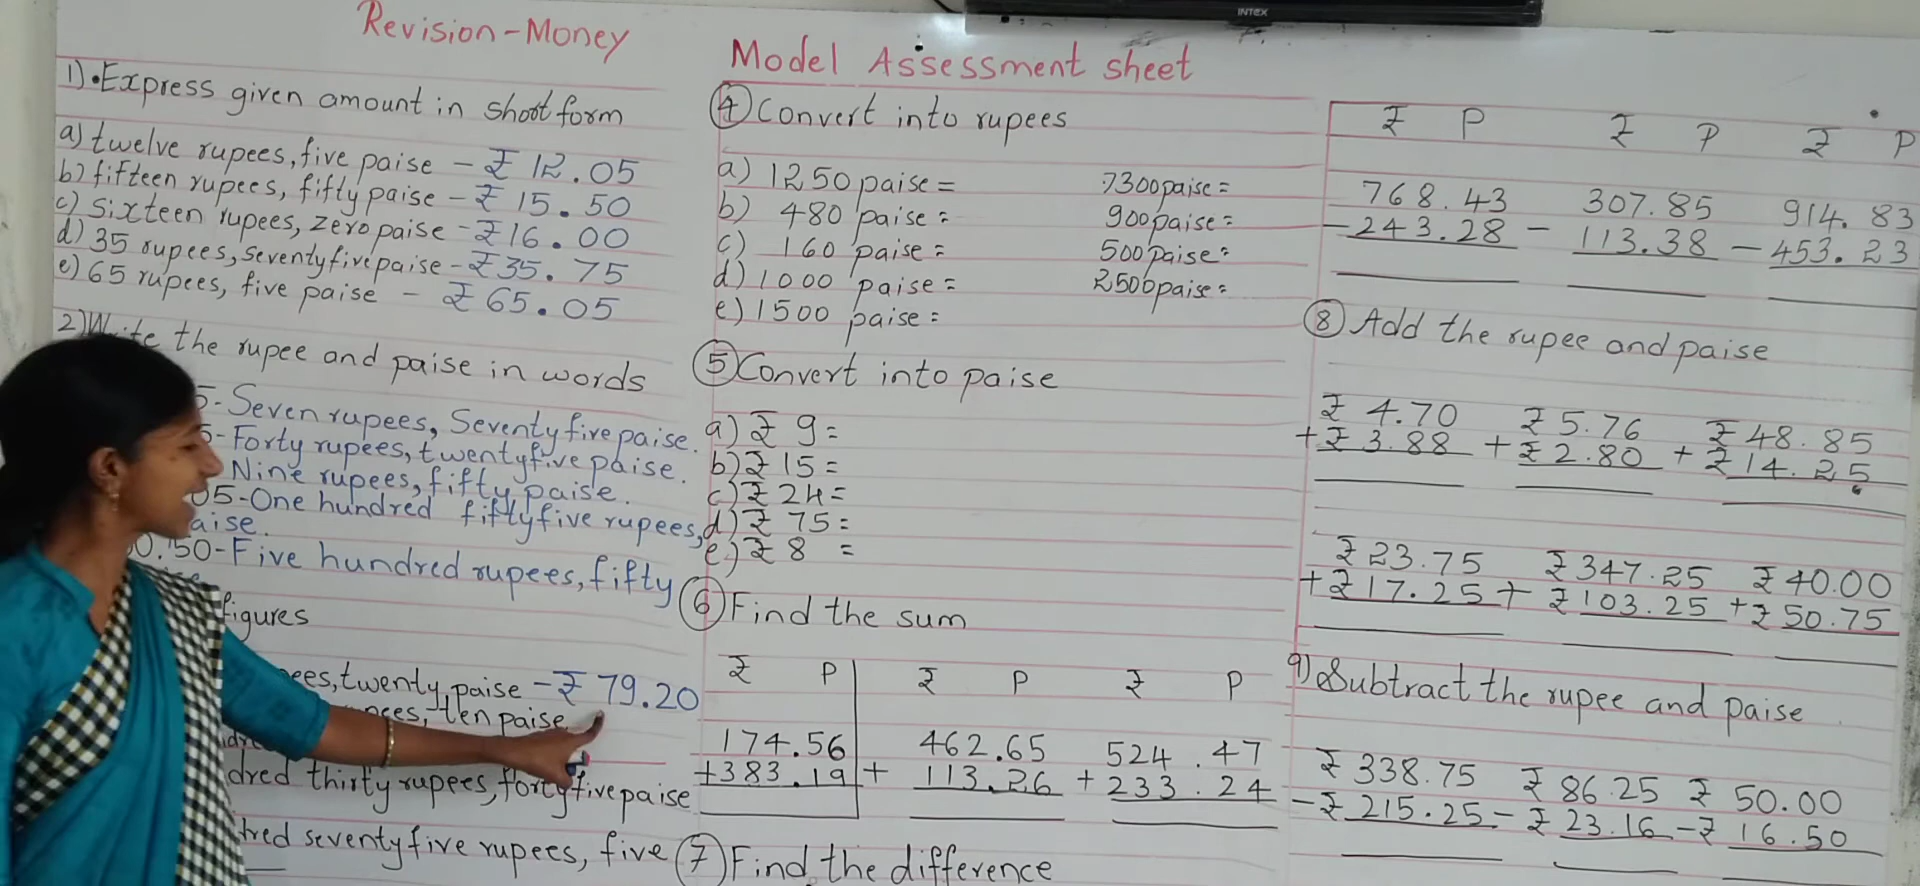 INTEX
Revision-Money
Model Assessment sheet
1) Express given amount in short form
a) twelve rupees, five paise - ₹ 12.05
b) fifteen rupees, fifty paise - ₹ 15.50
c) Sixteen rupees, zero paise - ₹ 16.00
d) 35 rupees, seventyfive paise - ₹ 35.75
e) 65 rupees, five paise - ₹ 65.05
2) Write the rupee and paise in words
5 - Seven rupees, Seventyfive paise.
5 - Forty rupees, twentyfive paise.
Nine rupees, fifty paise.
05 - One hundred fiftyfive rupees,
aise.
0.50 - Five hundred rupees, fifty
figures
ees, twenty paise - ₹ 79.20
ten paise
dred thirty rupees, fortyfive paise
dred seventyfive rupees, five
4 Convert into rupees
a) 1250 paise = 7300 paise =
b) 480 paise = 900 paise =
c) 160 paise = 500 paise =
d) 1000 paise = 2500 paise =
e) 1500 paise =
5 Convert into paise
a) ₹ 9 =
b) ₹ 15 =
c) ₹ 24 =
d) ₹ 75 =
e) ₹ 8 =
6 Find the sum
₹ P ₹ P ₹ P
174.56 462.65 524.47
+383.19 + 113.26 + 233.24
7 Find the difference
₹ P ₹ P ₹ P
768.43 307.85 914.83
-243.28 - 113.38 - 453.23
8 Add the rupee and paise
₹ 4.70 ₹ 5.76 ₹ 48.85
+ ₹ 3.88 + ₹ 2.80 + ₹ 14.25
₹ 23.75 ₹ 347.25 ₹ 40.00
+ ₹ 17.25 + ₹ 103.25 + ₹ 50.75
9) Subtract the rupee and paise
₹ 338.75 ₹ 86.25 ₹ 50.00
- ₹ 215.25 - ₹ 23.16 - ₹ 16.50